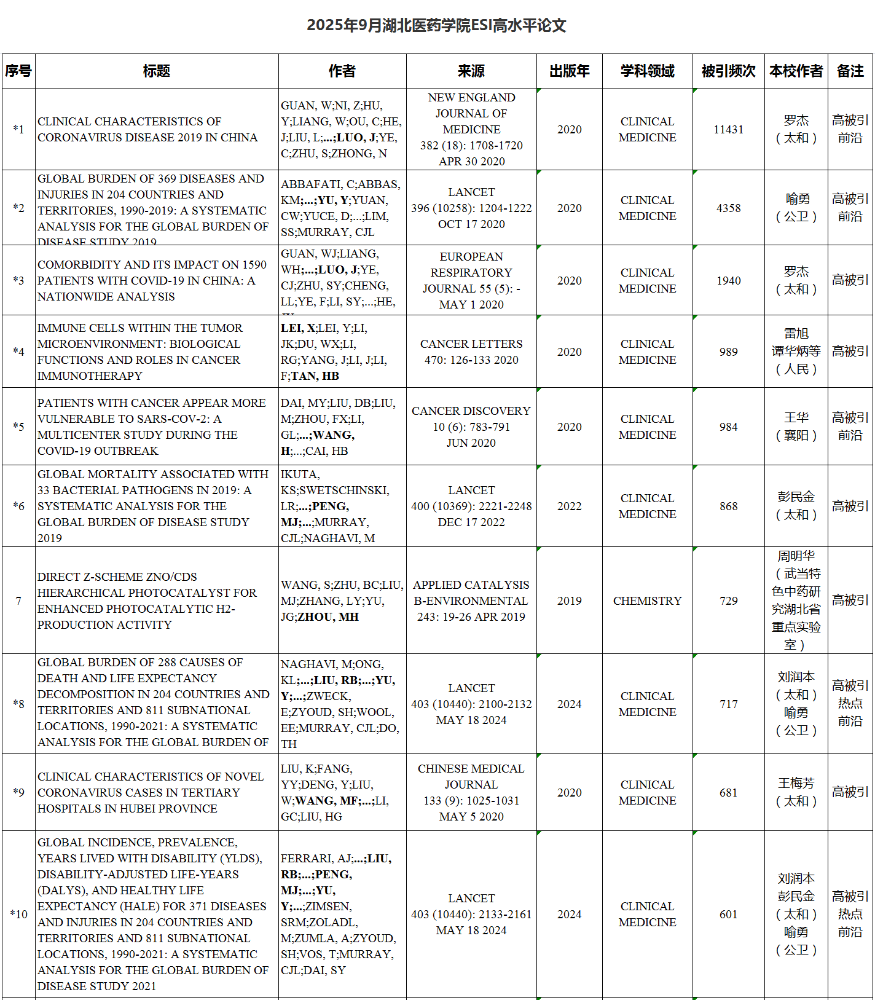 2025年9月湖北医药学院ESI高水平论文
序号 标题 作者 来源 出版年 学科领域 被引频次 本校作者 备注
*1
CLINICAL CHARACTERISTICS OF
CORONAVIRUS DISEASE 2019 IN CHINA
GUAN, W;NI, Z;HU,
Y;LIANG, W;OU, C;HE,
J;LIU, L;...;LUO, J;YE,
C;ZHU, S;ZHONG, N
NEW ENGLAND
JOURNAL OF
MEDICINE
382 (18): 1708-1720
APR 30 2020
2020
CLINICAL
MEDICINE
11431
罗杰
（太和）
高被引
前沿
*2
GLOBAL BURDEN OF 369 DISEASES AND
INJURIES IN 204 COUNTRIES AND
TERRITORIES, 1990-2019: A SYSTEMATIC
ANALYSIS FOR THE GLOBAL BURDEN OF
DISEASE STUDY 2019
ABBAFATI, C;ABBAS,
KM;...;YU, Y;YUAN,
CW;YUCE, D;...;LIM,
SS;MURRAY, CJL
LANCET
396 (10258): 1204-1222
OCT 17 2020
2020
CLINICAL
MEDICINE
4358
喻勇
（公卫）
高被引
前沿
*3
COMORBIDITY AND ITS IMPACT ON 1590
PATIENTS WITH COVID-19 IN CHINA: A
NATIONWIDE ANALYSIS
GUAN, WJ;LIANG,
WH;...;LUO, J;YE,
CJ;ZHU, SY;CHENG,
LL;YE, F;LI, SY;...;HE,
EUROPEAN
RESPIRATORY
JOURNAL 55 (5): -
MAY 1 2020
2020
CLINICAL
MEDICINE
1940
罗杰
（太和）
高被引
*4
IMMUNE CELLS WITHIN THE TUMOR
MICROENVIRONMENT: BIOLOGICAL
FUNCTIONS AND ROLES IN CANCER
IMMUNOTHERAPY
LEI, X;LEI, Y;LI,
JK;DU, WX;LI,
RG;YANG, J;LI, J;LI,
F;TAN, HB
CANCER LETTERS
470: 126-133 2020
2020
CLINICAL
MEDICINE
989
雷旭
谭华炳等
（人民）
高被引
*5
PATIENTS WITH CANCER APPEAR MORE
VULNERABLE TO SARS-COV-2: A
MULTICENTER STUDY DURING THE
COVID-19 OUTBREAK
DAI, MY;LIU, DB;LIU,
M;ZHOU, FX;LI,
GL;...;WANG,
H;...;CAI, HB
CANCER DISCOVERY
10 (6): 783-791
JUN 2020
2020
CLINICAL
MEDICINE
984
王华
（襄阳）
高被引
前沿
*6
GLOBAL MORTALITY ASSOCIATED WITH
33 BACTERIAL PATHOGENS IN 2019: A
SYSTEMATIC ANALYSIS FOR THE
GLOBAL BURDEN OF DISEASE STUDY
2019
IKUTA,
KS;SWETSCHINSKI,
LR;...;PENG,
MJ;...;MURRAY,
CJL;NAGHAVI, M
LANCET
400 (10369): 2221-2248
DEC 17 2022
2022
CLINICAL
MEDICINE
868
彭民金
（太和）
高被引
7
DIRECT Z-SCHEME ZNO/CDS
HIERARCHICAL PHOTOCATALYST FOR
ENHANCED PHOTOCATALYTIC H2-
PRODUCTION ACTIVITY
WANG, S;ZHU, BC;LIU,
MJ;ZHANG, LY;YU,
JG;ZHOU, MH
APPLIED CATALYSIS
B-ENVIRONMENTAL
243: 19-26 APR 2019
2019
CHEMISTRY
729
周明华
（武当特
色中药研
究湖北省
重点实验
室）
高被引
*8
GLOBAL BURDEN OF 288 CAUSES OF
DEATH AND LIFE EXPECTANCY
DECOMPOSITION IN 204 COUNTRIES AND
TERRITORIES AND 811 SUBNATIONAL
LOCATIONS, 1990-2021: A SYSTEMATIC
ANALYSIS FOR THE GLOBAL BURDEN OF
NAGHAVI, M;ONG,
KL;...;LIU, RB;...;YU,
Y;...;ZWECK,
E;ZYOUD, SH;WOOL,
EE;MURRAY, CJL;DO,
TH
LANCET
403 (10440): 2100-2132
MAY 18 2024
2024
CLINICAL
MEDICINE
717
刘润本
（太和）
喻勇
（公卫）
高被引
热点
前沿
*9
CLINICAL CHARACTERISTICS OF NOVEL
CORONAVIRUS CASES IN TERTIARY
HOSPITALS IN HUBEI PROVINCE
LIU, K;FANG,
YY;DENG, Y;LIU,
W;WANG, MF;...;LI,
GC;LIU, HG
CHINESE MEDICAL
JOURNAL
133 (9): 1025-1031
MAY 5 2020
2020
CLINICAL
MEDICINE
681
王梅芳
（太和）
高被引
*10
GLOBAL INCIDENCE, PREVALENCE,
YEARS LIVED WITH DISABILITY (YLDS),
DISABILITY-ADJUSTED LIFE-YEARS
(DALYS), AND HEALTHY LIFE
EXPECTANCY (HALE) FOR 371 DISEASES
AND INJURIES IN 204 COUNTRIES AND
TERRITORIES AND 811 SUBNATIONAL
LOCATIONS, 1990-2021: A SYSTEMATIC
ANALYSIS FOR THE GLOBAL BURDEN OF
DISEASE STUDY 2021
FERRARI, AJ;...;LIU,
RB;...;PENG,
MJ;...;YU,
Y;...;ZIMSEN,
SRM;ZOLADL,
M;ZUMLA, A;ZYOUD,
SH;VOS, T;MURRAY,
CJL;DAI, SY
LANCET
403 (10440): 2133-2161
MAY 18 2024
2024
CLINICAL
MEDICINE
601
刘润本
彭民金
（太和）
喻勇
（公卫）
高被引
热点
前沿